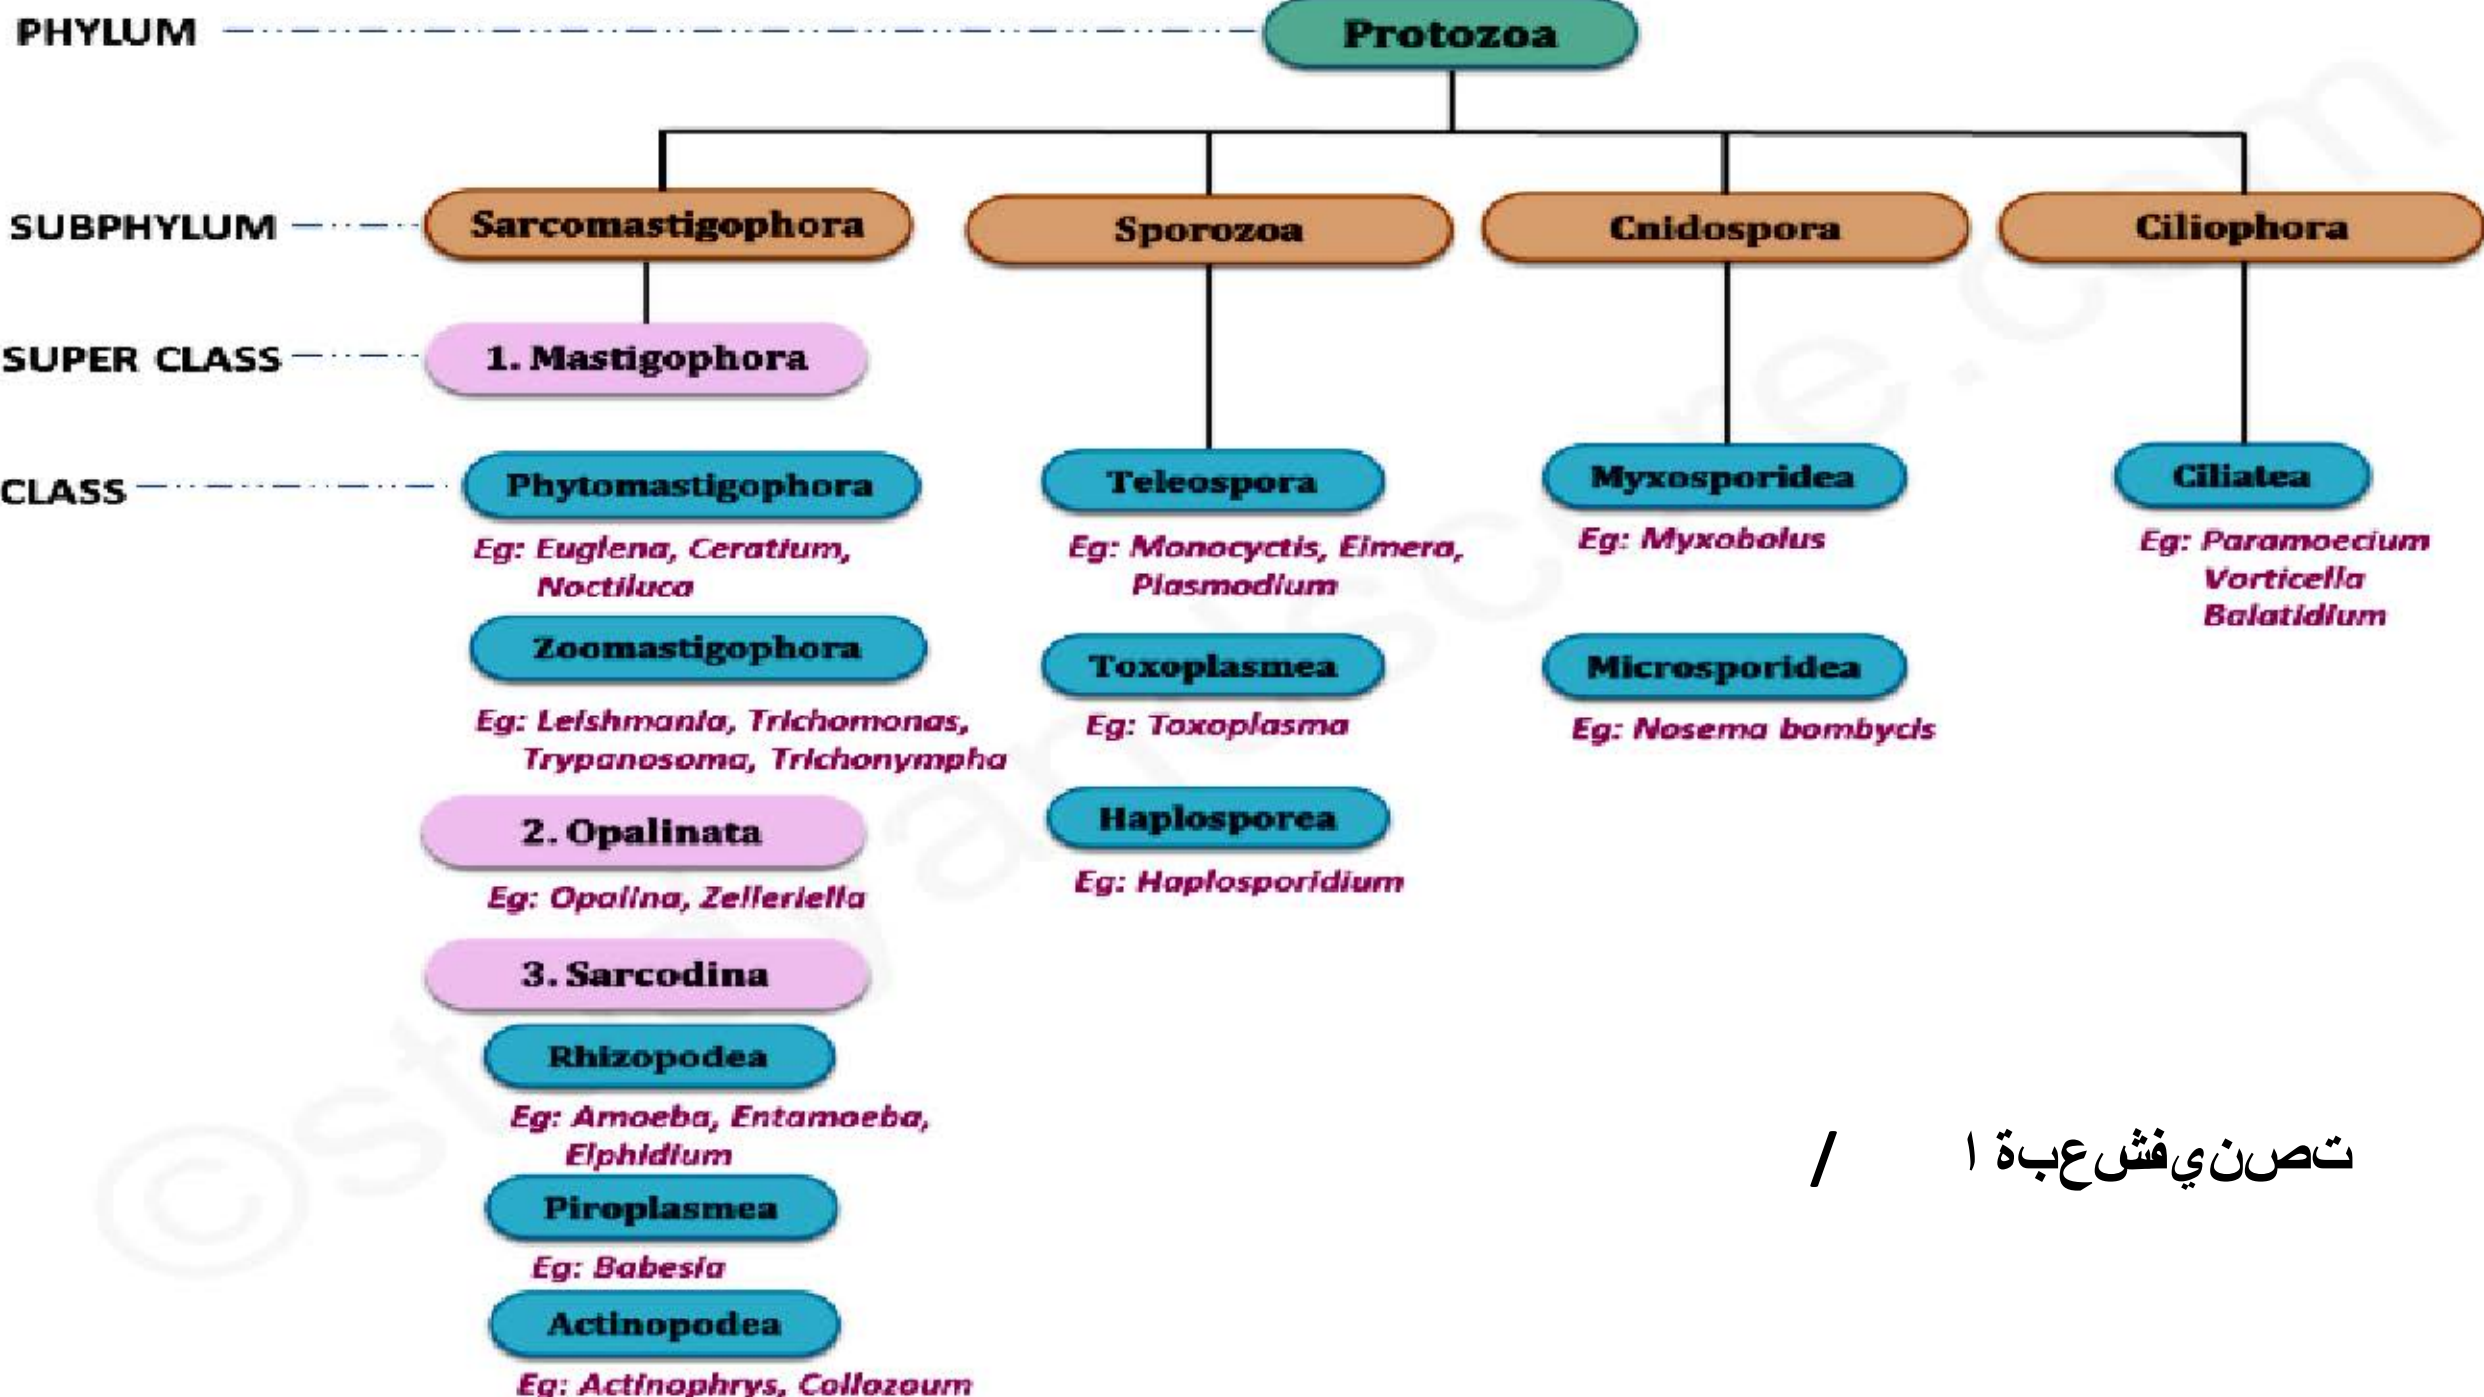 PHYLUM
Protozoa
SUBPHYLUM
Sarcomastigophora
Sporozoa
Cnidospora
Ciliophora
SUPER CLASS
1. Mastigophora
CLASS
Phytomastigophora
Eg: Euglena, Ceratium,
Noctiluca
Zoomastigophora
Eg: Leishmania, Trichomonas,
Trypanosoma, Trichonympha
2. Opalinata
Eg: Opalina, Zelleriella
3. Sarcodina
Rhizopodea
Eg: Amoeba, Entamoeba,
Elphidium
Piroplasmea
Eg: Babesia
Actinopodea
Eg: Actinophrys, Collozoum
Teleospora
Eg: Monocyctis, Eimera,
Plasmodium
Toxoplasmea
Eg: Toxoplasma
Haplosporea
Eg: Haplosporidium
Myxosporidea
Eg: Myxobolus
Microsporidea
Eg: Nosema bombycis
Ciliatea
Eg: Paramoecium
Vorticella
Balatidium
تصنيف شعبة ا /